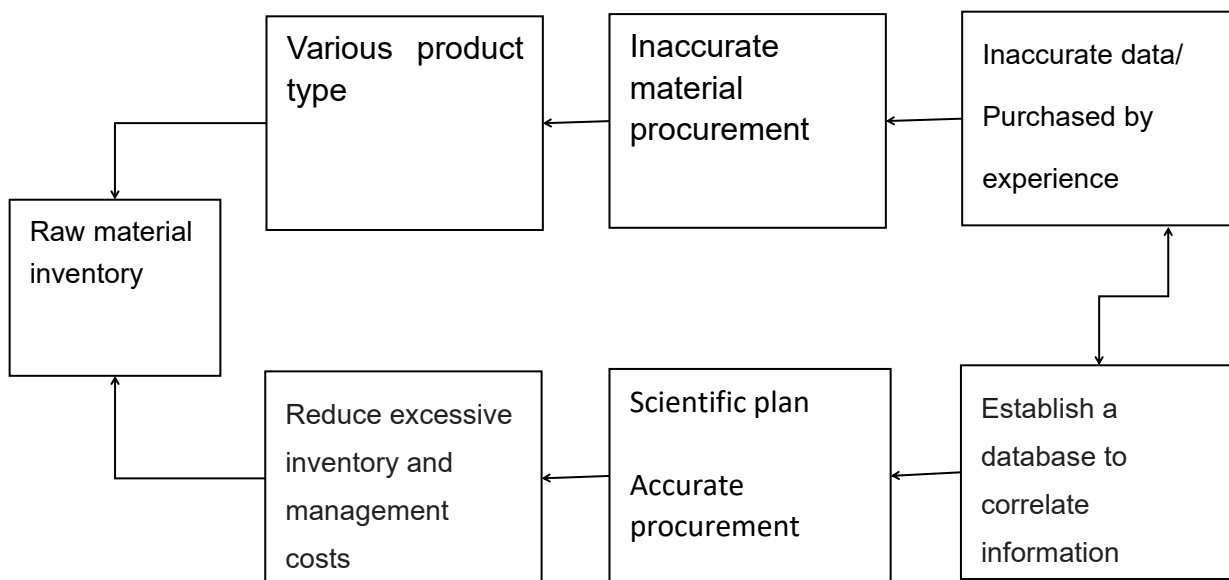 Various product
type
Inaccurate
material
procurement
Inaccurate data/
Purchased by
experience
Raw material
inventory
Reduce excessive
inventory and
management
costs
Scientific plan
Accurate
procurement
Establish a
database to
correlate
information